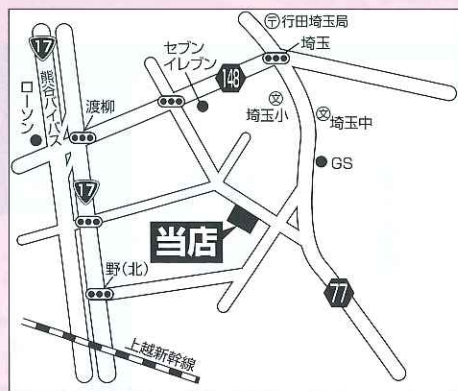 〒行田埼玉局
17
セブン
イレブン
埼玉
148
熊谷バイパス
ローソン
渡柳
文
埼玉小
文
埼玉中
GS
17
当店
野(北)
77
上越新幹線